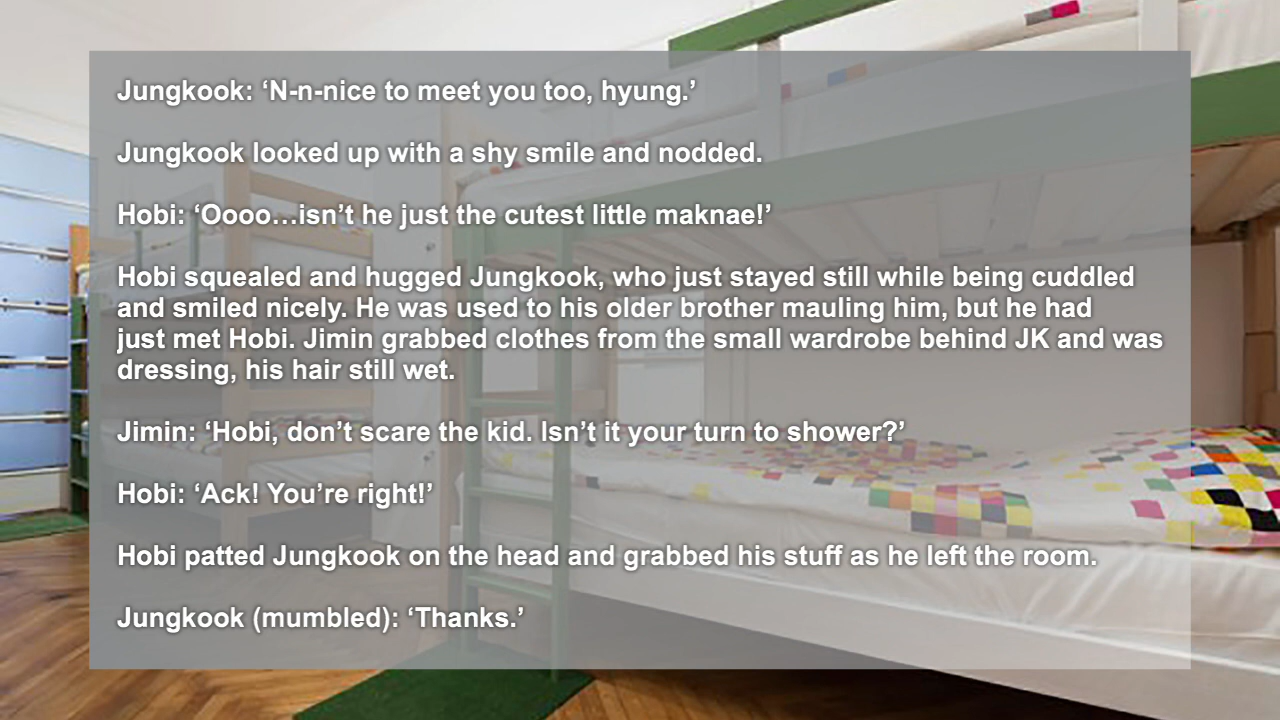 Jungkook: ‘N-n-nice to meet you too, hyung.’
Jungkook looked up with a shy smile and nodded.
Hobi: ‘Oooo…isn’t he just the cutest little maknae!’
Hobi squealed and hugged Jungkook, who just stayed still while being cuddled
and smiled nicely. He was used to his older brother mauling him, but he had
just met Hobi. Jimin grabbed clothes from the small wardrobe behind JK and was
dressing, his hair still wet.
Jimin: ‘Hobi, don’t scare the kid. Isn’t it your turn to shower?’
Hobi: ‘Ack! You’re right!’
Hobi patted Jungkook on the head and grabbed his stuff as he left the room.
Jungkook (mumbled): ‘Thanks.’